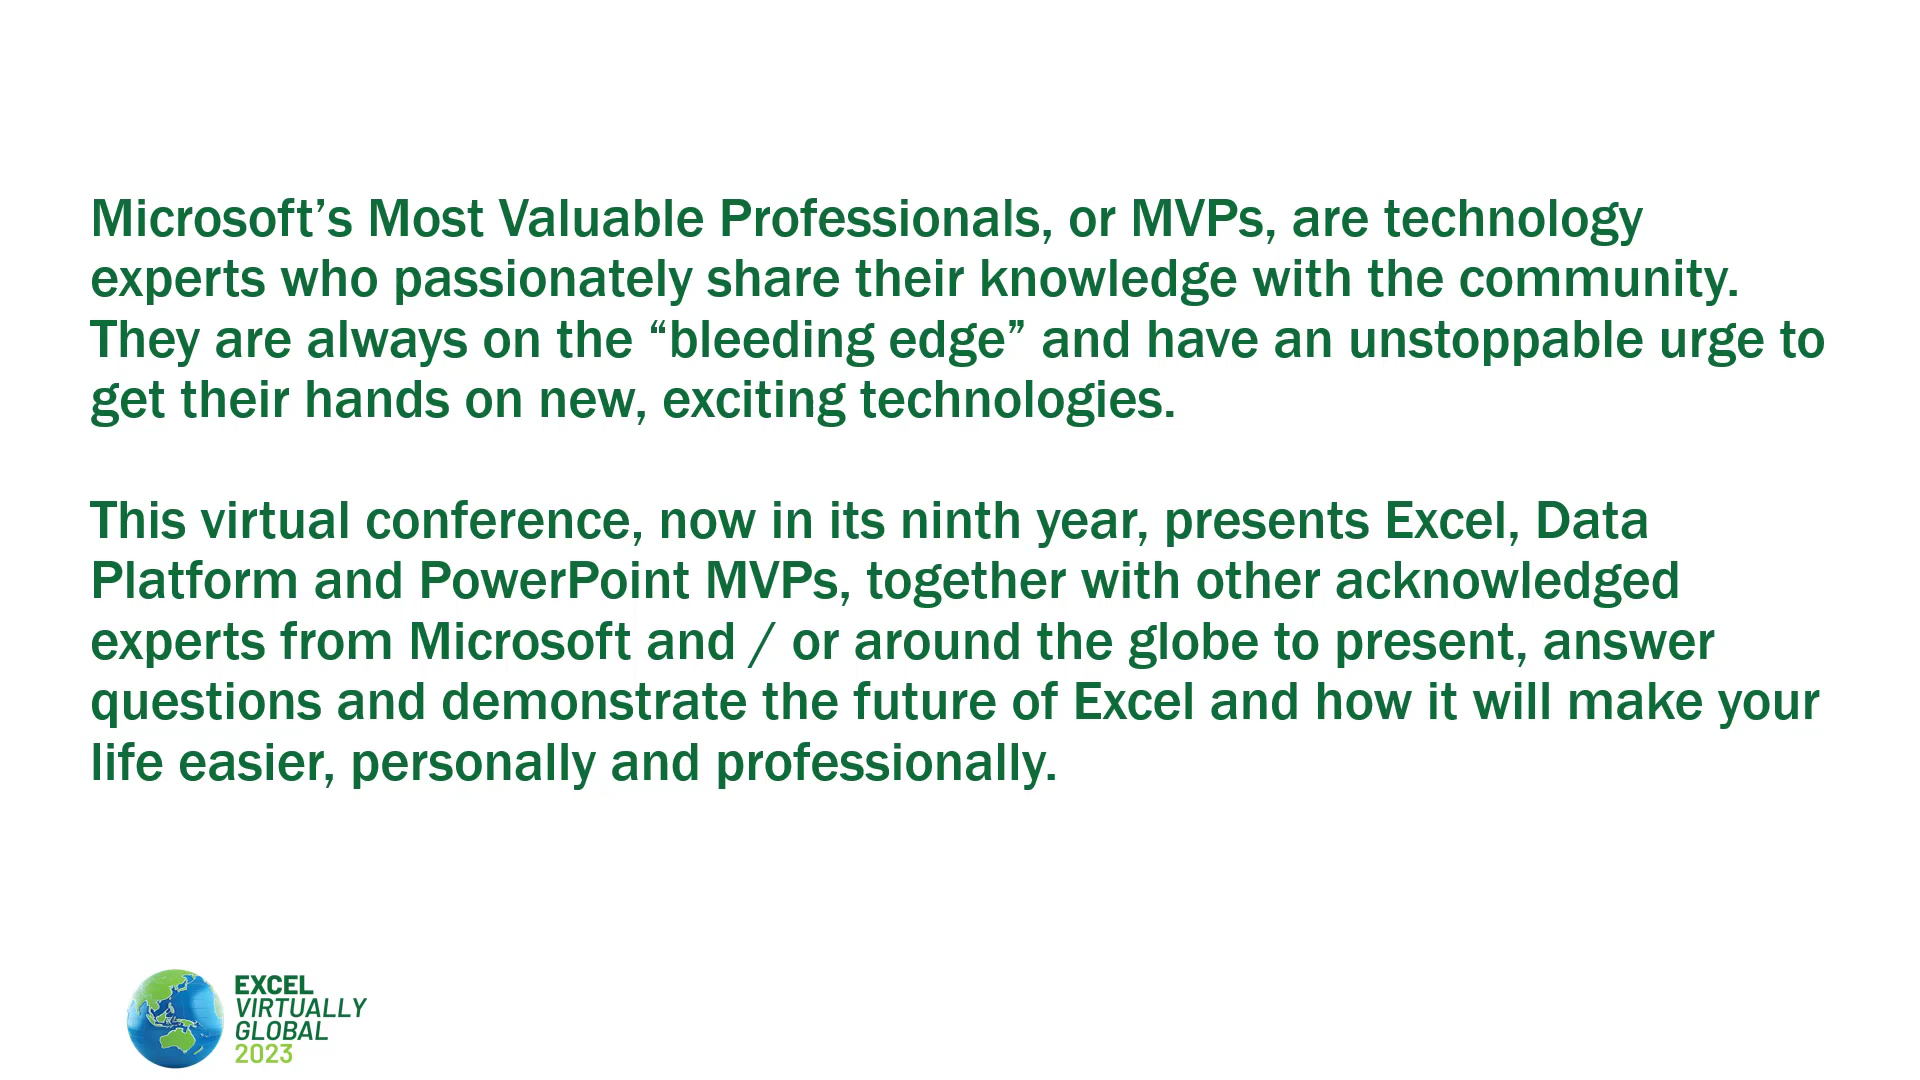 Microsoft’s Most Valuable Professionals, or MVPs, are technology
experts who passionately share their knowledge with the community.
They are always on the “bleeding edge” and have an unstoppable urge to
get their hands on new, exciting technologies.
This virtual conference, now in its ninth year, presents Excel, Data
Platform and PowerPoint MVPs, together with other acknowledged
experts from Microsoft and / or around the globe to present, answer
questions and demonstrate the future of Excel and how it will make your
life easier, personally and professionally.
EXCEL
VIRTUALLY
GLOBAL
2023